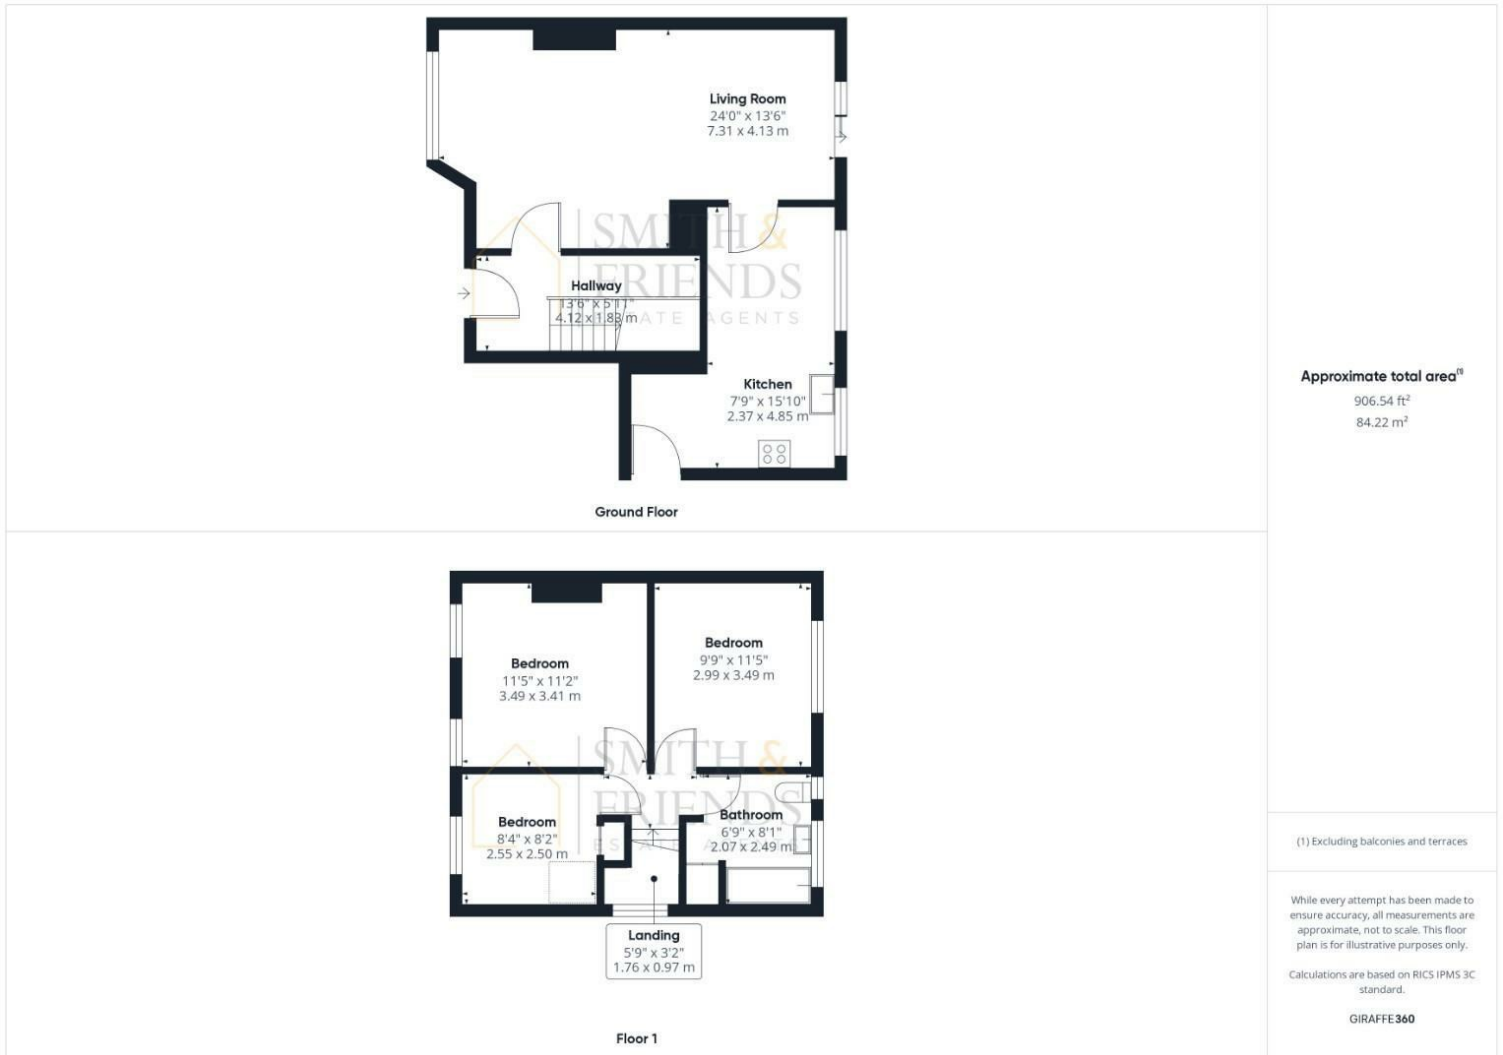 Living Room
24'0" x 13'6"
7.31 x 4.13 m
SMITH &
FRIENDS
ESTATE AGENTS
Hallway
13'6" x 5'11"
4.12 x 1.83 m
Kitchen
7'9" x 15'10"
2.37 x 4.85 m
Ground Floor
Approximate total area(1)
906.54 ft²
84.22 m²
Bedroom
11'5" x 11'2"
3.49 x 3.41 m
Bedroom
9'9" x 11'5"
2.99 x 3.49 m
SMITH &
FRIENDS
ESTATE AGENTS
Bedroom
8'4" x 8'2"
2.55 x 2.50 m
Bathroom
6'9" x 8'1"
2.07 x 2.49 m
Landing
5'9" x 3'2"
1.76 x 0.97 m
Floor 1
(1) Excluding balconies and terraces
While every attempt has been made to
ensure accuracy, all measurements are
approximate, not to scale. This floor
plan is for illustrative purposes only.
Calculations are based on RICS IPMS 3C
standard.
GIRAFFE360